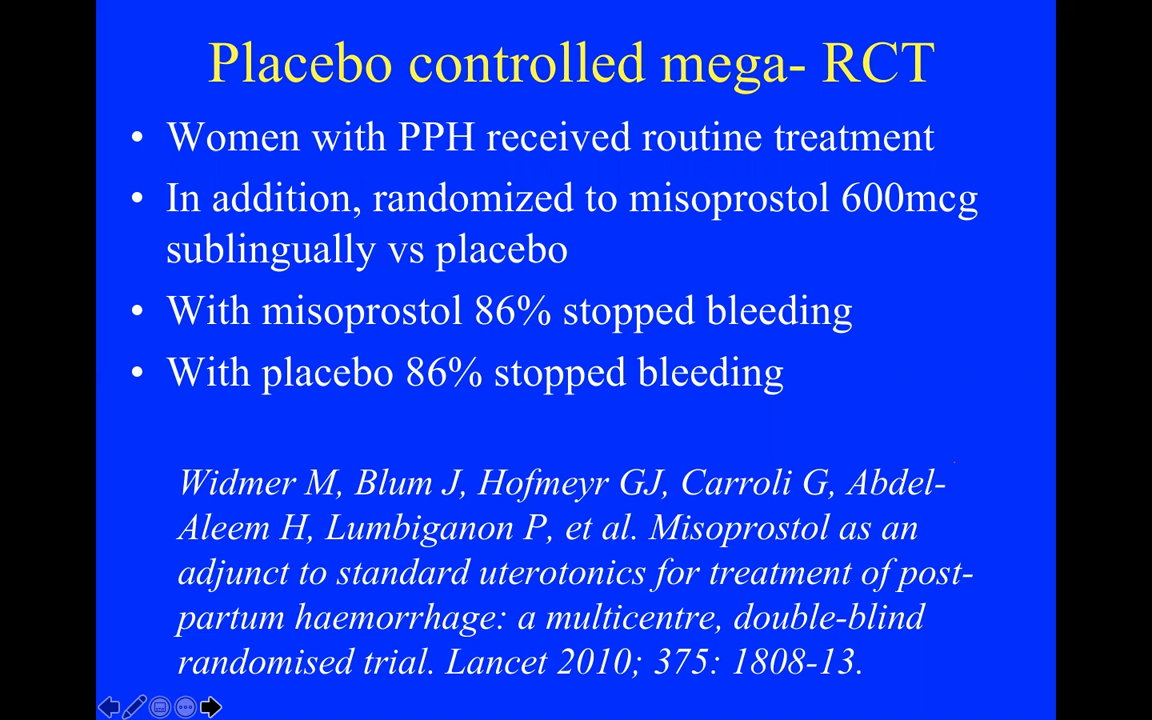 Placebo controlled mega- RCT
• Women with PPH received routine treatment
• In addition, randomized to misoprostol 600mcg
sublingually vs placebo
• With misoprostol 86% stopped bleeding
• With placebo 86% stopped bleeding
Widmer M, Blum J, Hofmeyr GJ, Carroli G, Abdel-
Aleem H, Lumbiganon P, et al. Misoprostol as an
adjunct to standard uterotonics for treatment of post-
partum haemorrhage: a multicentre, double-blind
randomised trial. Lancet 2010; 375: 1808-13.